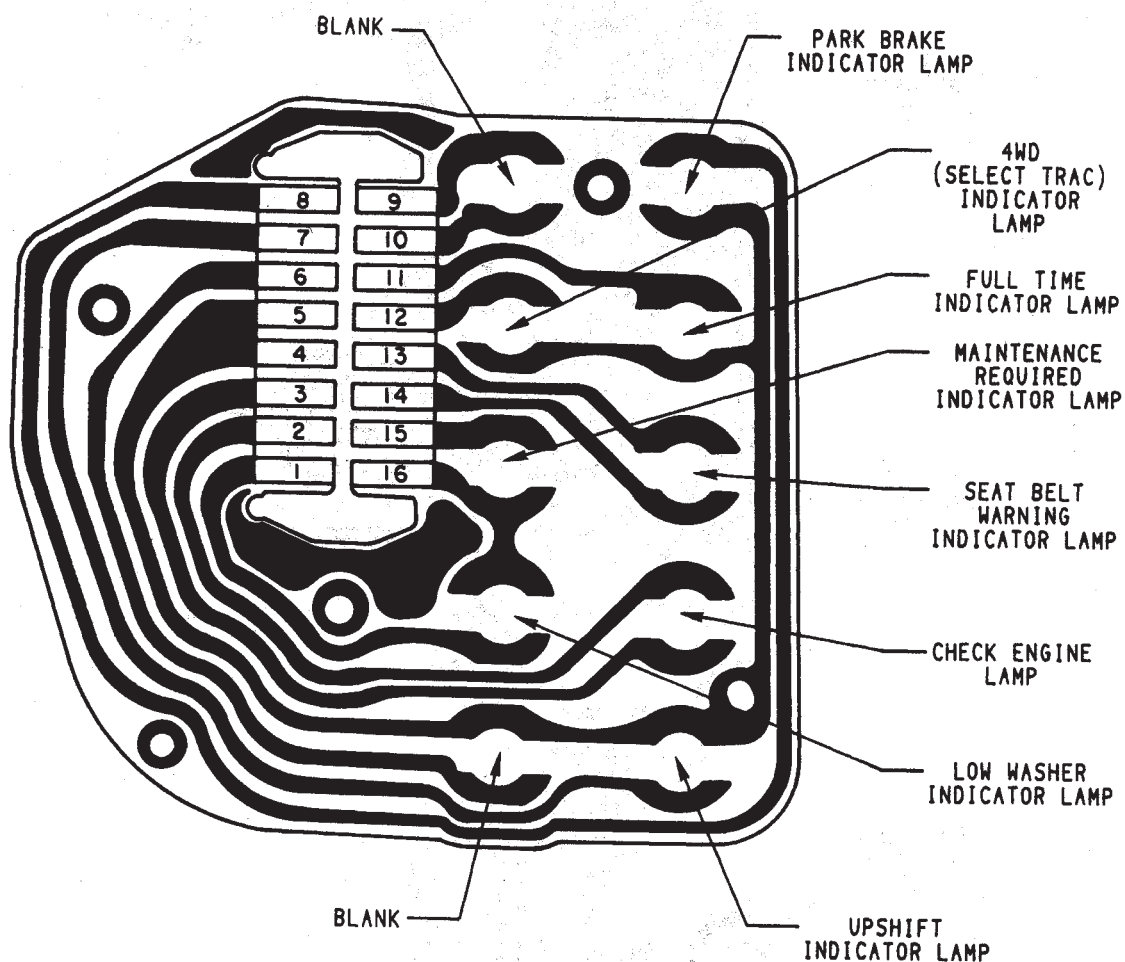 BLANK
PARK BRAKE
INDICATOR LAMP
4WD
(SELECT TRAC)
INDICATOR
LAMP
FULL TIME
INDICATOR LAMP
MAINTENANCE
REQUIRED
INDICATOR LAMP
SEAT BELT
WARNING
INDICATOR LAMP
CHECK ENGINE
LAMP
LOW WASHER
INDICATOR LAMP
UPSHIFT
INDICATOR LAMP
BLANK
8 9
7 10
6 11
5 12
4 13
3 14
2 15
1 16